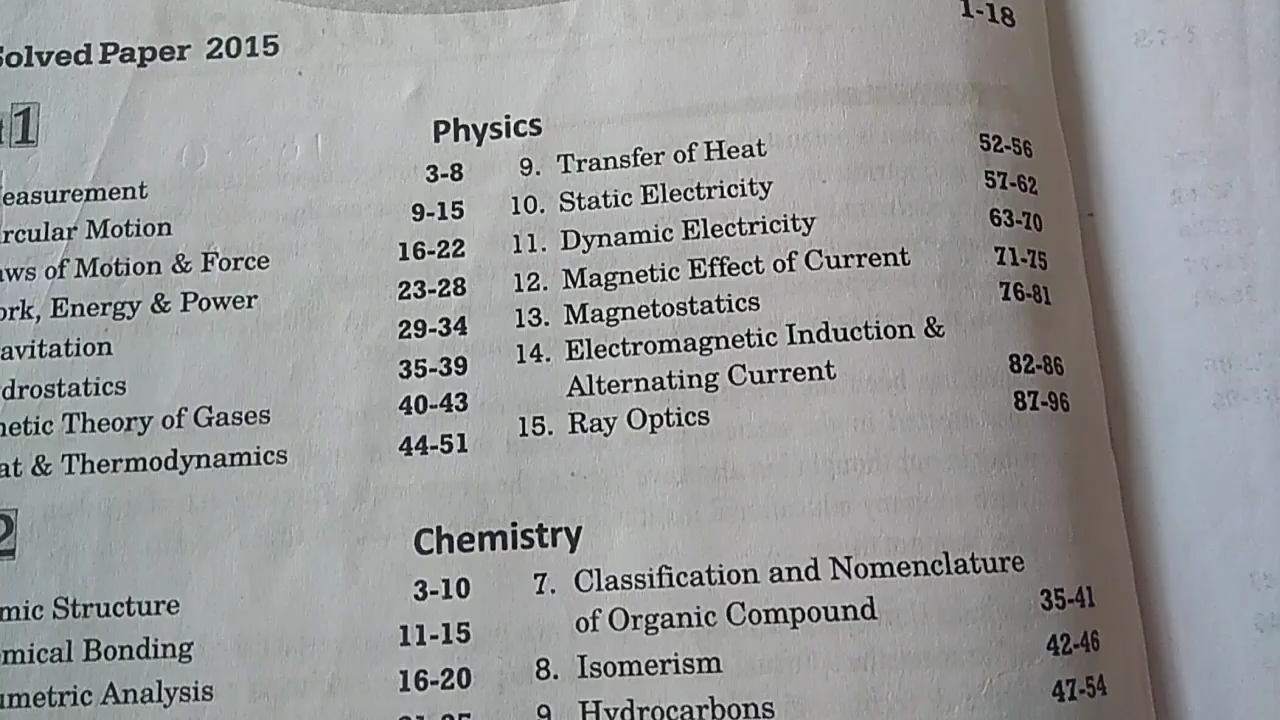 Solved Paper 2015 1-18
1
Physics
easurement 3-8
rcular Motion 9-15
aws of Motion & Force 16-22
ork, Energy & Power 23-28
avitation 29-34
drostatics 35-39
netic Theory of Gases 40-43
at & Thermodynamics 44-51
9. Transfer of Heat 52-56
10. Static Electricity 57-62
11. Dynamic Electricity 63-70
12. Magnetic Effect of Current 71-75
13. Magnetostatics 76-81
14. Electromagnetic Induction &
Alternating Current 82-86
15. Ray Optics 87-96
2
Chemistry
mic Structure 3-10
mical Bonding 11-15
umetric Analysis 16-20
7. Classification and Nomenclature
of Organic Compound 35-41
8. Isomerism 42-46
9. Hydrocarbons 47-54